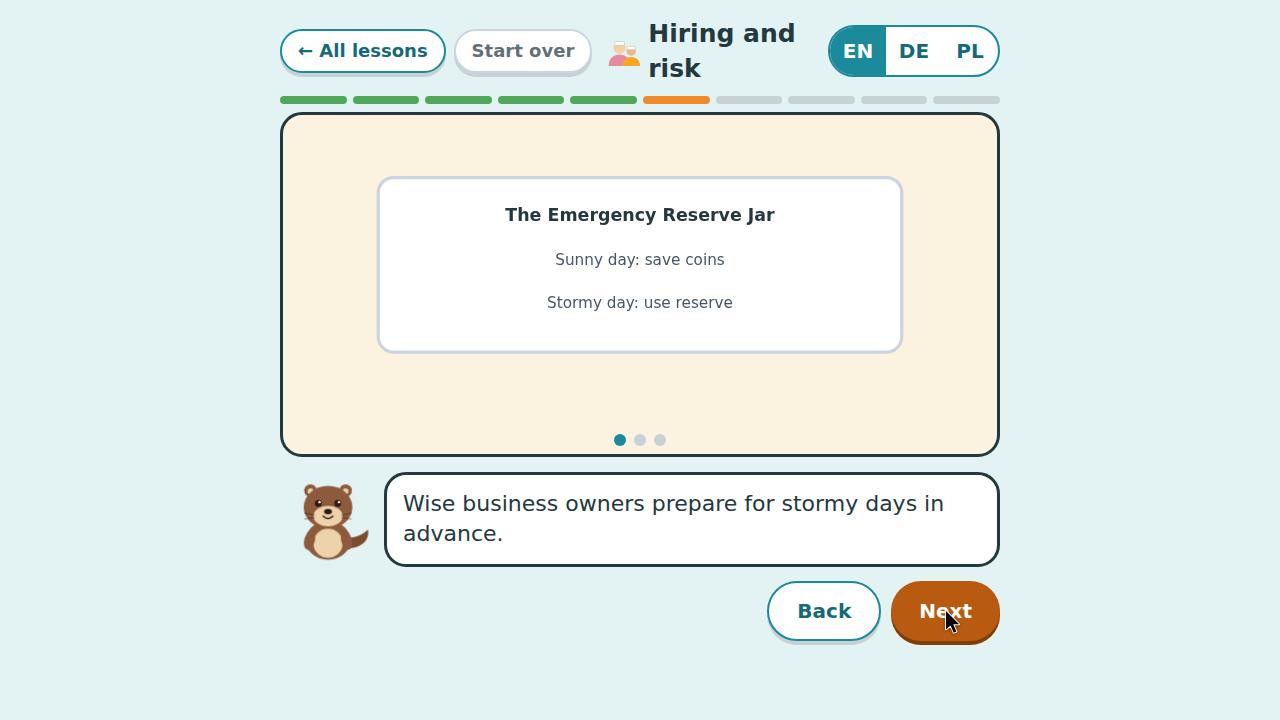 ← All lessons
Start over
Hiring and
risk
EN
DE
PL
The Emergency Reserve Jar
Sunny day: save coins
Stormy day: use reserve
Wise business owners prepare for stormy days in
advance.
Back
Next